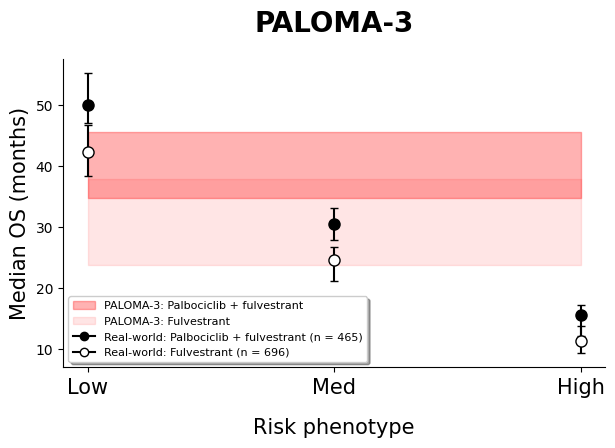 PALOMA-3
Median OS (months)
50
40
30
20
10
PALOMA-3: Palbociclib + fulvestrant
PALOMA-3: Fulvestrant
Real-world: Palbociclib + fulvestrant (n = 465)
Real-world: Fulvestrant (n = 696)
Low
Med
High
Risk phenotype